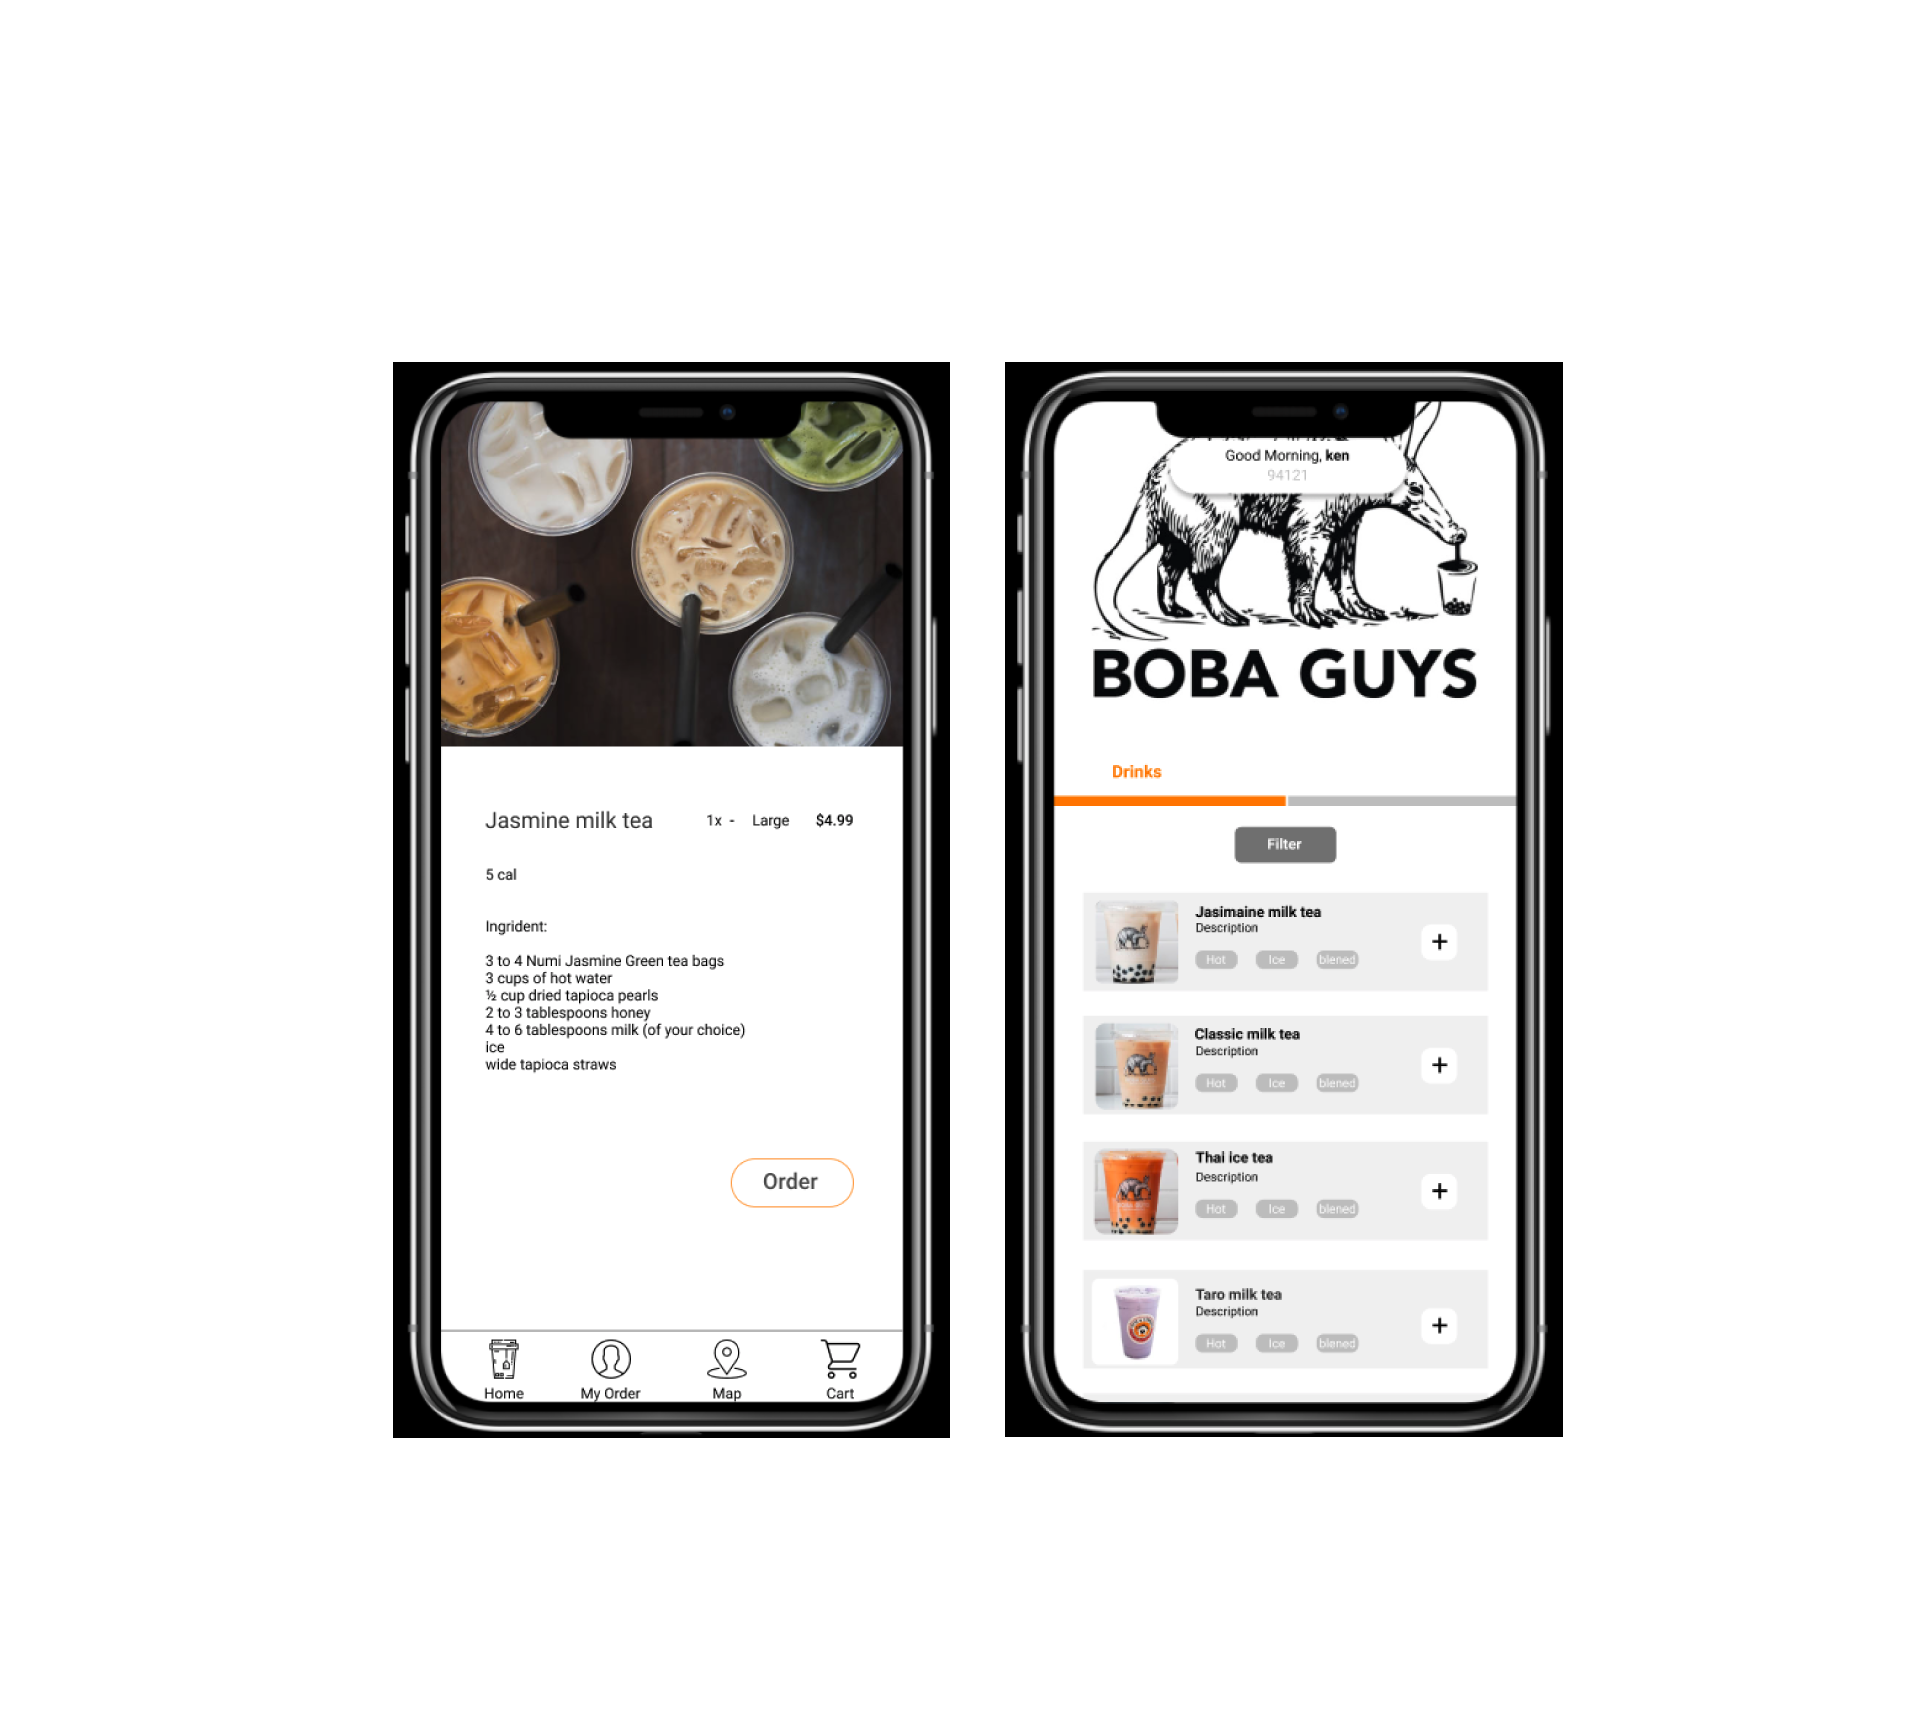 Jasmine milk tea 1x - Large $4.99
5 cal
Ingrident:
3 to 4 Numi Jasmine Green tea bags
3 cups of hot water
½ cup dried tapioca pearls
2 to 3 tablespoons honey
4 to 6 tablespoons milk (of your choice)
ice
wide tapioca straws
Order
Home My Order Map Cart
Good Morning, ken
94121
BOBA GUYS
Drinks
Filter
Jasimaine milk tea
Description
Hot Ice blened
+
Classic milk tea
Description
Hot Ice blened
+
Thai ice tea
Description
Hot Ice blened
+
BOBA GUYS
Taro milk tea
Description
Hot Ice blened
+